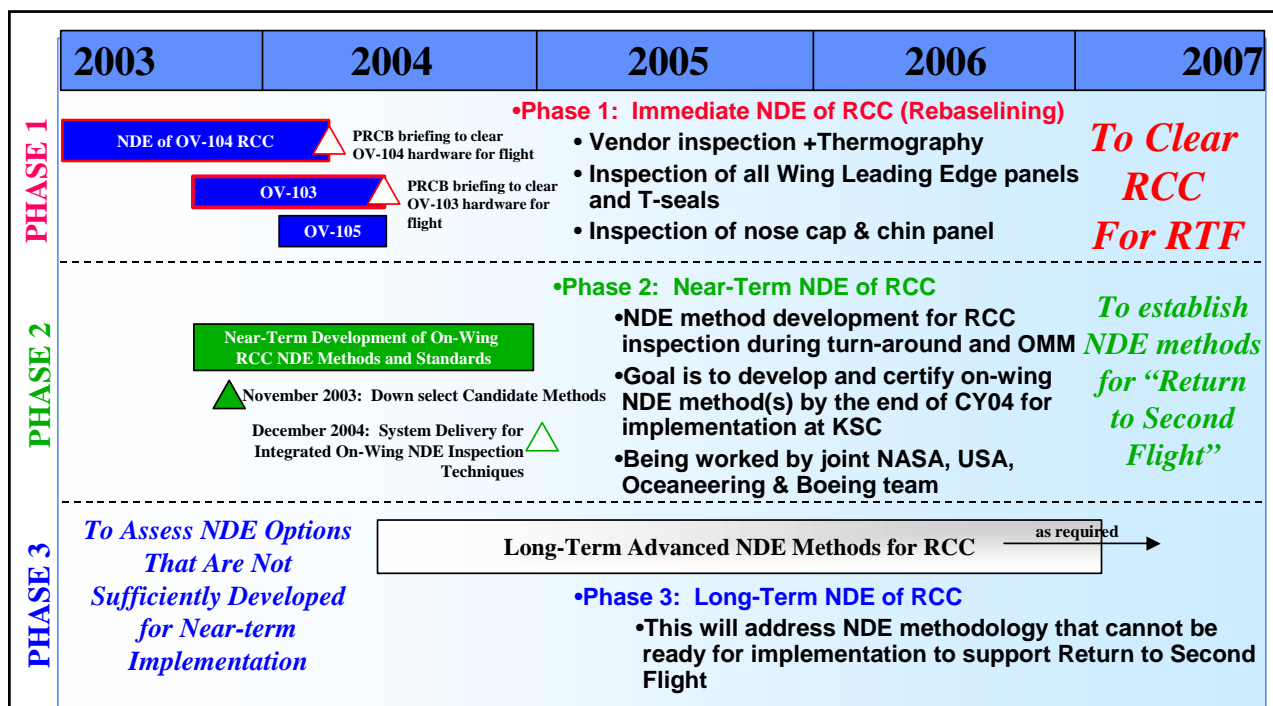 2003 2004 2005 2006 2007
PHASE 1
NDE of OV-104 RCC
PRCB briefing to clear
OV-104 hardware for flight
OV-103
PRCB briefing to clear
OV-103 hardware for
flight
OV-105
•Phase 1: Immediate NDE of RCC (Rebaselining)
• Vendor inspection +Thermography
• Inspection of all Wing Leading Edge panels
and T-seals
• Inspection of nose cap & chin panel
To Clear
RCC
For RTF
PHASE 2
Near-Term Development of On-Wing
RCC NDE Methods and Standards
November 2003: Down select Candidate Methods
December 2004: System Delivery for
Integrated On-Wing NDE Inspection
Techniques
•Phase 2: Near-Term NDE of RCC
•NDE method development for RCC
inspection during turn-around and OMM
•Goal is to develop and certify on-wing
NDE method(s) by the end of CY04 for
implementation at KSC
•Being worked by joint NASA, USA,
Oceaneering & Boeing team
To establish
NDE methods
for “Return
to Second
Flight”
PHASE 3
To Assess NDE Options
That Are Not
Sufficiently Developed
for Near-term
Implementation
Long-Term Advanced NDE Methods for RCC
as required
•Phase 3: Long-Term NDE of RCC
•This will address NDE methodology that cannot be
ready for implementation to support Return to Second
Flight